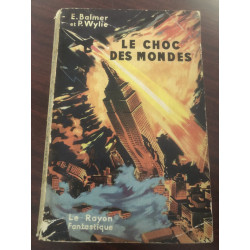 E. Balmer
et P. Wylie
LE CHOC
DES MONDES
Le Rayon
Fantastique